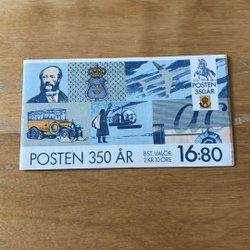 POSTEN
350 ÅR
POSTEN 350 ÅR
8 ST. VALÖR
2 KR 10 ÖRE
16:80